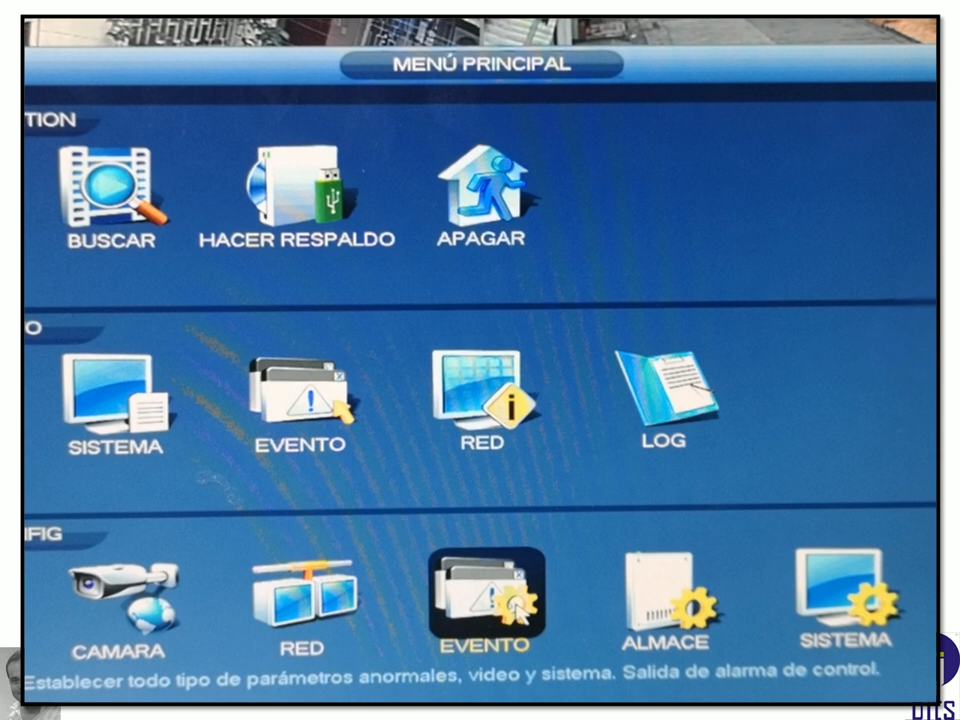 MENÚ PRINCIPAL
TION
BUSCAR
HACER RESPALDO
APAGAR
O
SISTEMA
EVENTO
RED
LOG
FIG
CAMARA
RED
EVENTO
ALMACE
SISTEMA
Establecer todo tipo de parámetros anormales, video y sistema. Salida de alarma de control.